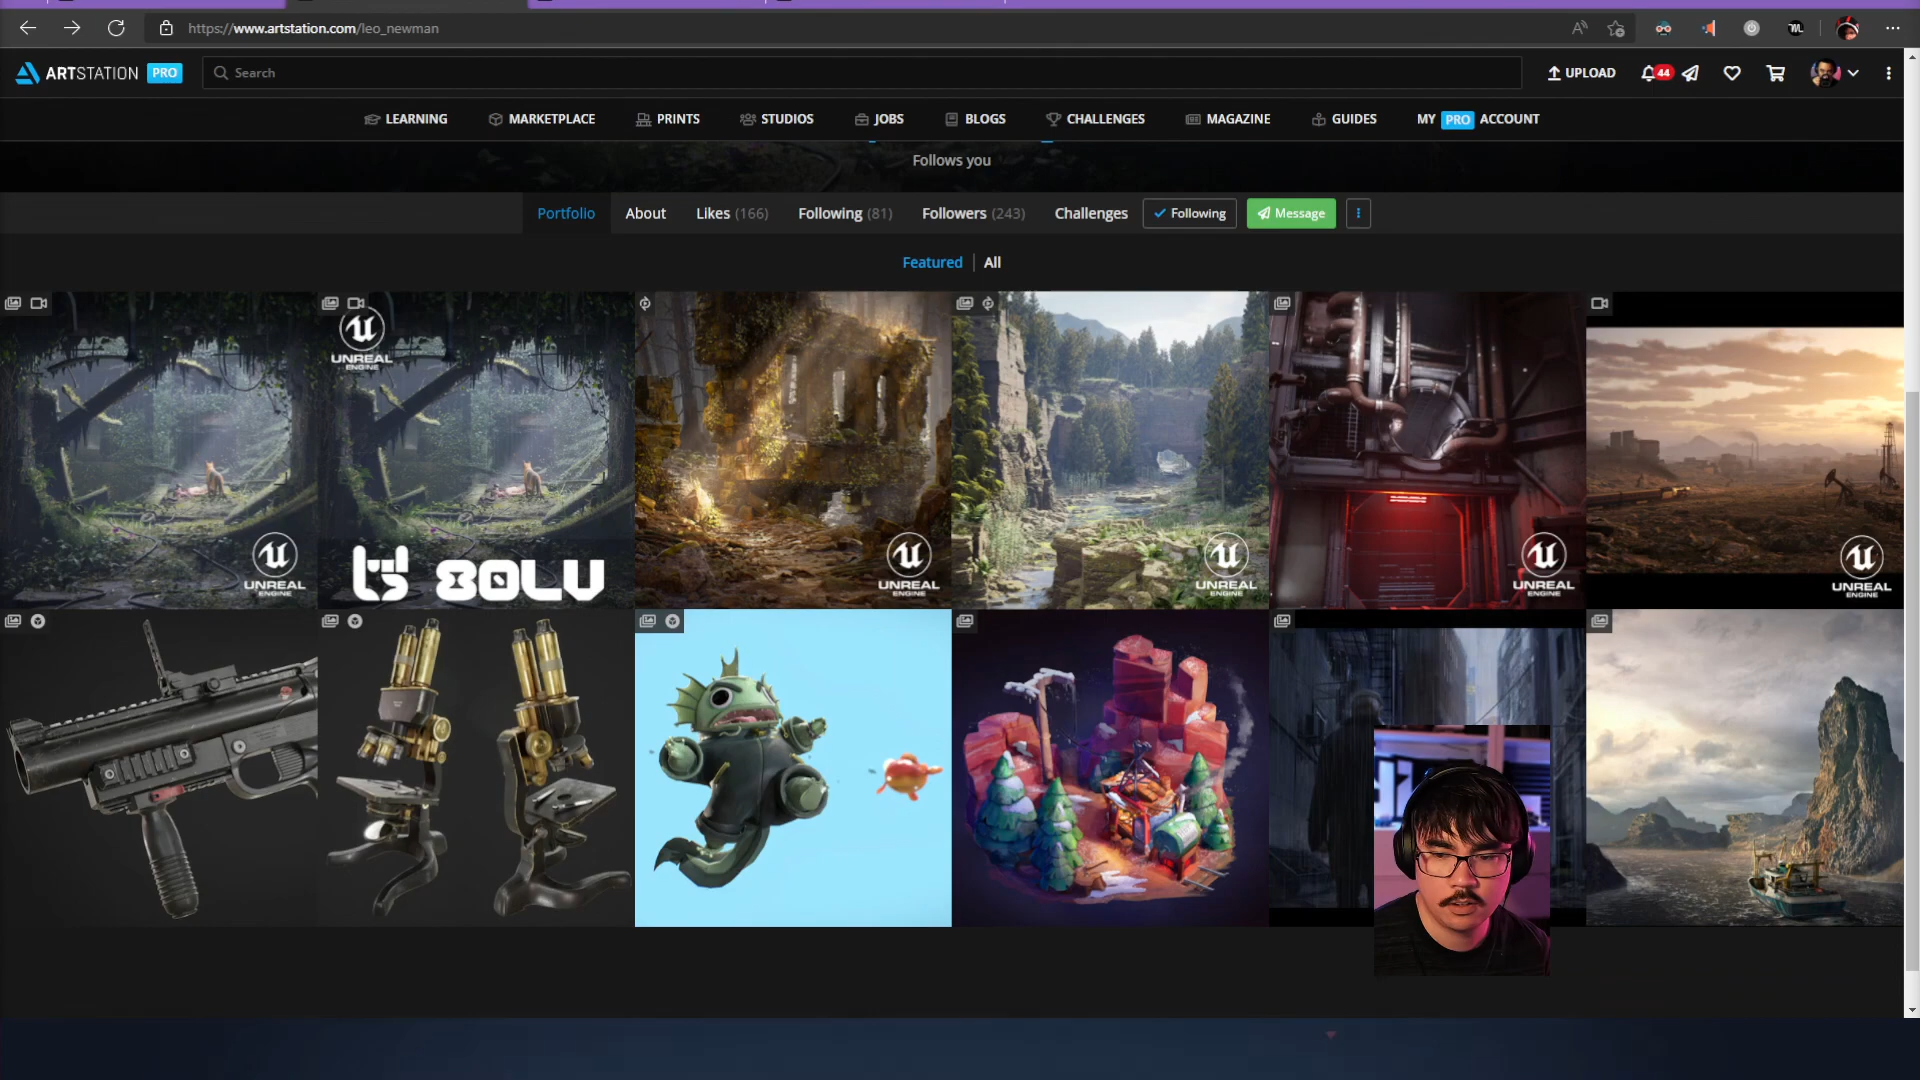 https://www.artstation.com/leo_newman
ARTSTATION PRO
Search
UPLOAD
44
LEARNING
MARKETPLACE
PRINTS
STUDIOS
JOBS
BLOGS
CHALLENGES
MAGAZINE
GUIDES
MY PRO ACCOUNT
Follows you
Portfolio
About
Likes (166)
Following (81)
Followers (243)
Challenges
Following
Message
Featured | All
UNREAL
ENGINE
UNREAL
ENGINE
80LV
UNREAL
ENGINE
UNREAL
ENGINE
UNREAL
ENGINE
UNREAL
ENGINE